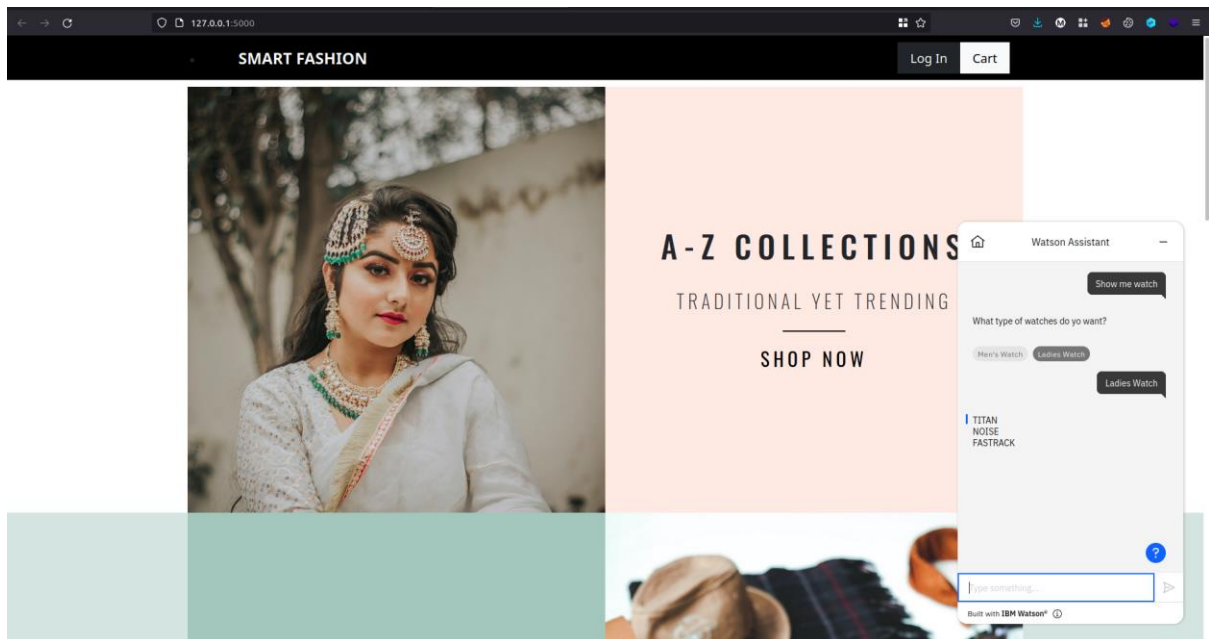 127.0.0.1:5000
SMART FASHION
Log In
Cart
A-Z COLLECTIONS
TRADITIONAL YET TRENDING
SHOP NOW
Watson Assistant
Show me watch
What type of watches do yo want?
Men's Watch
Ladies Watch
Ladies Watch
TITAN
NOISE
FASTRACK
?
Type something...
Built with IBM Watson®